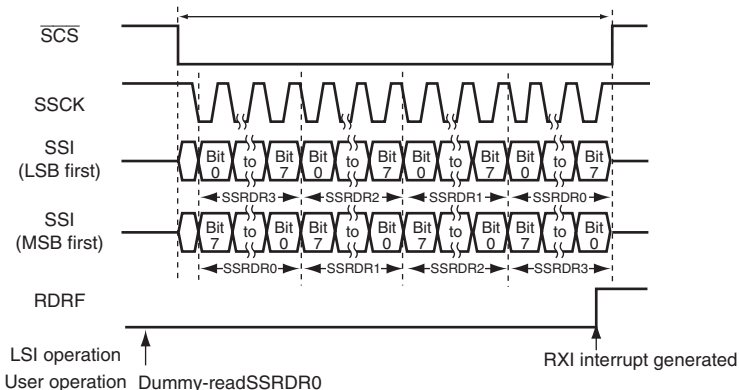 SCS
SSCK
SSI
(LSB first)
Bit 0 to Bit 7 Bit 0 to Bit 7 Bit 0 to Bit 7 Bit 0 to Bit 7
SSRDR3 SSRDR2 SSRDR1 SSRDR0
SSI
(MSB first)
Bit 7 to Bit 0 Bit 7 to Bit 0 Bit 7 to Bit 0 Bit 7 to Bit 0
SSRDR0 SSRDR1 SSRDR2 SSRDR3
RDRF
LSI operation
RXI interrupt generated
User operation Dummy-readSSRDR0